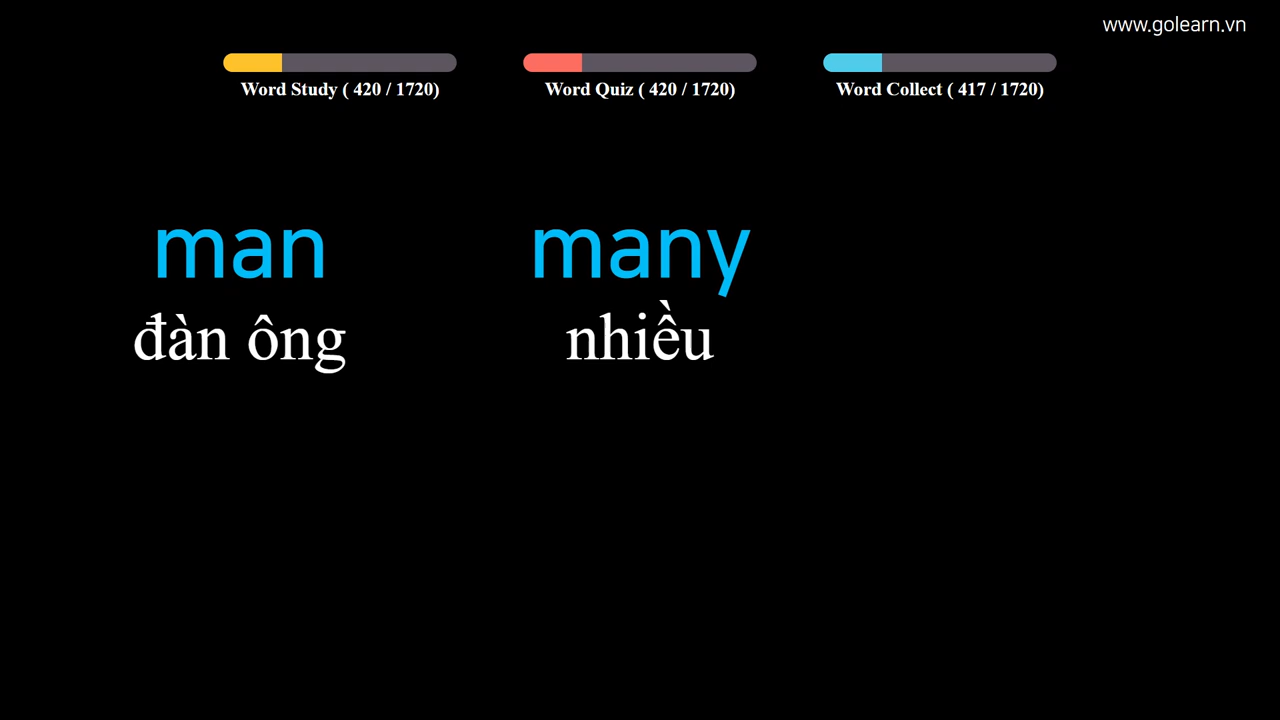 www.golearn.vn
Word Study ( 420 / 1720)
Word Quiz ( 420 / 1720)
Word Collect ( 417 / 1720)
man
đàn ông
many
nhiều